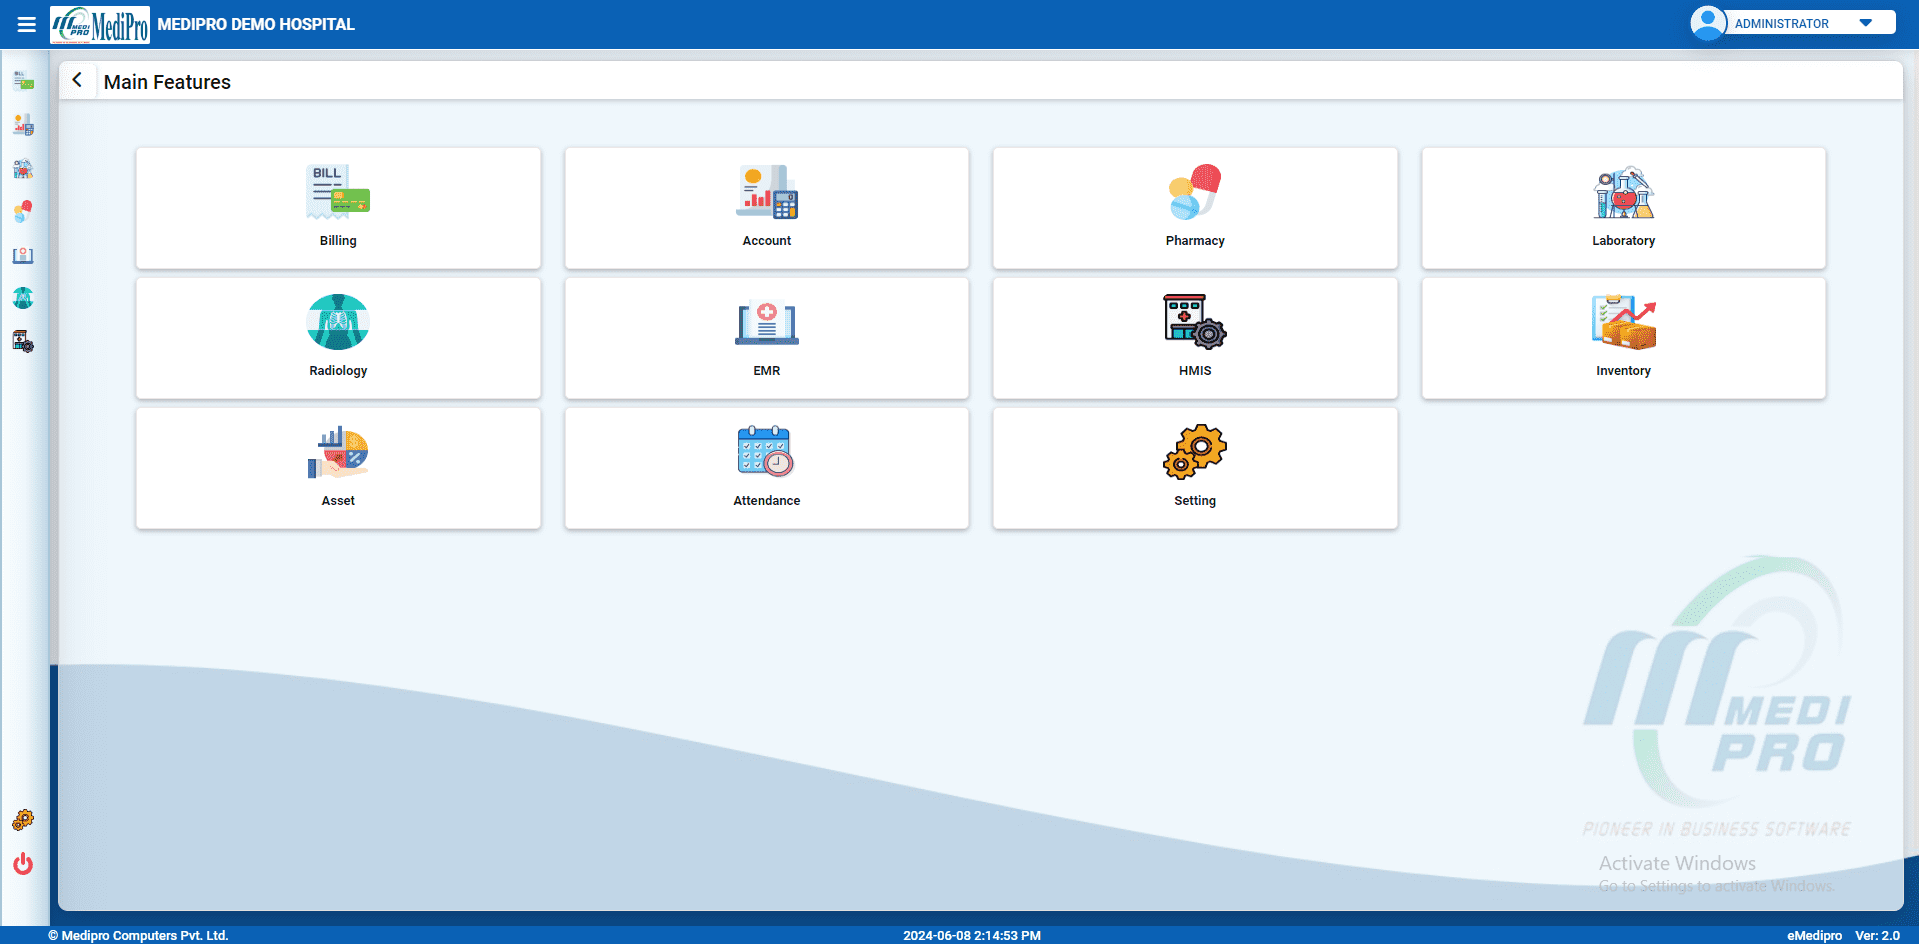 MEDI
PRO
MediPro
MEDIPRO DEMO HOSPITAL
ADMINISTRATOR
Main Features
BILL
Billing
Account
Pharmacy
Laboratory
Radiology
EMR
HMIS
Inventory
Asset
Attendance
Setting
MEDI
PRO
PIONEER IN BUSINESS SOFTWARE
Activate Windows
Go to Settings to activate Windows.
© Medipro Computers Pvt. Ltd.
2024-06-08 2:14:53 PM
eMedipro Ver: 2.0